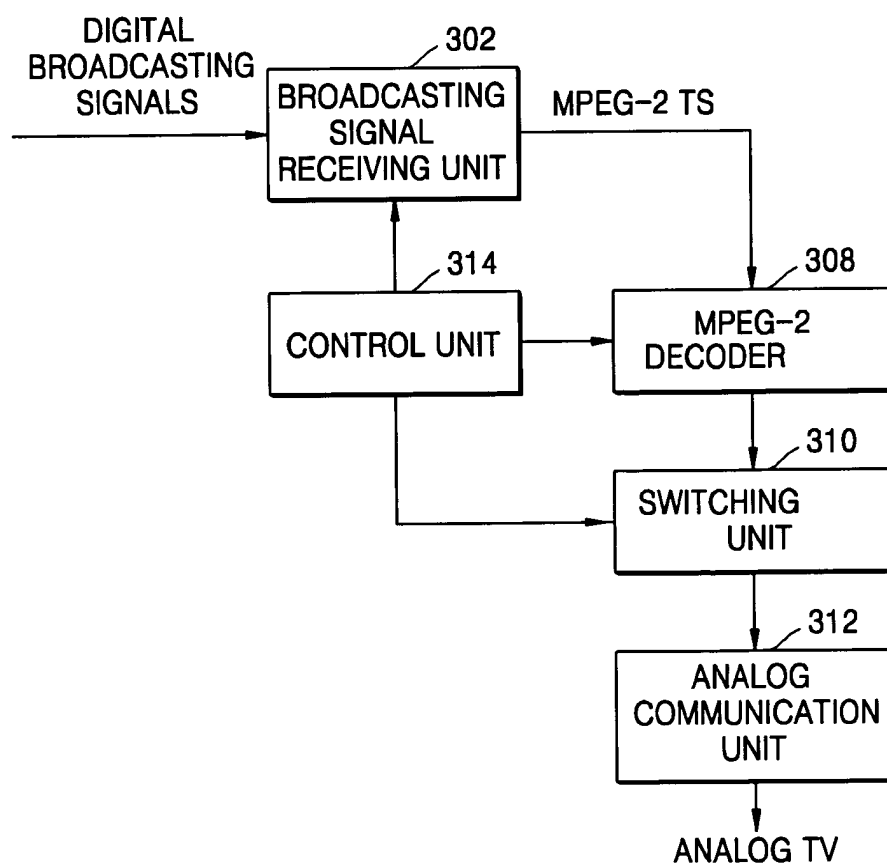 DIGITAL
BROADCASTING
SIGNALS
302
BROADCASTING
SIGNAL
RECEIVING UNIT
MPEG-2 TS
314
CONTROL UNIT
308
MPEG-2
DECODER
310
SWITCHING
UNIT
312
ANALOG
COMMUNICATION
UNIT
ANALOG TV